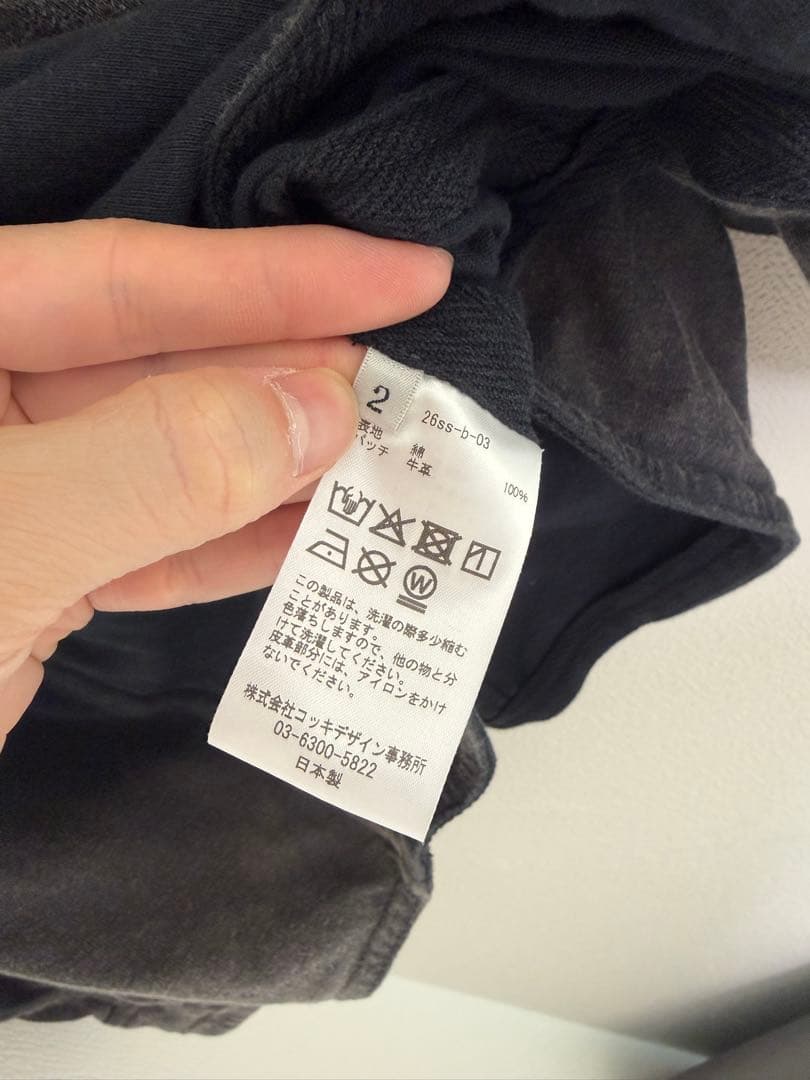 2
26ss-b-03
表地 綿 100%
パッチ 牛革
W
この製品は、洗濯の際多少縮む
ことがあります。
色落ちしますので、他の物と分
けて洗濯してください。
皮革部分には、アイロンをかけ
ないでください。
株式会社コッキデザイン事務所
03-6300-5822
日本製